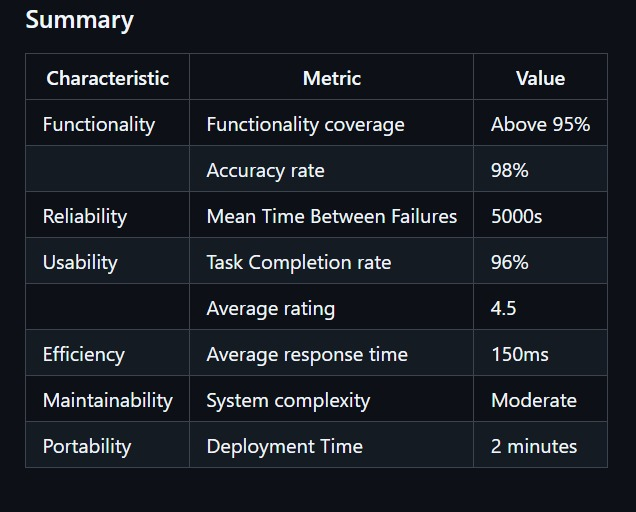 Summary
Characteristic Metric Value
Functionality Functionality coverage Above 95%
Accuracy rate 98%
Reliability Mean Time Between Failures 5000s
Usability Task Completion rate 96%
Average rating 4.5
Efficiency Average response time 150ms
Maintainability System complexity Moderate
Portability Deployment Time 2 minutes